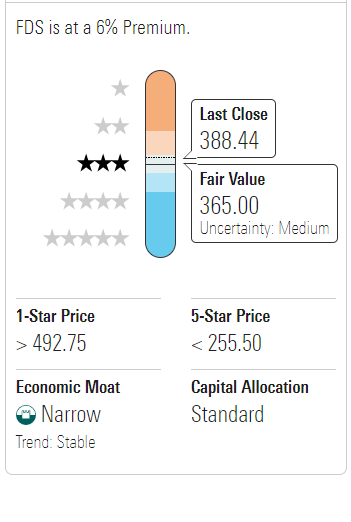 FDS is at a 6% Premium.
★
★★
★★★
★★★★
★★★★★
Last Close
388.44
Fair Value
365.00
Uncertainty: Medium
1-Star Price
> 492.75
5-Star Price
< 255.50
Economic Moat
Narrow
Trend: Stable
Capital Allocation
Standard